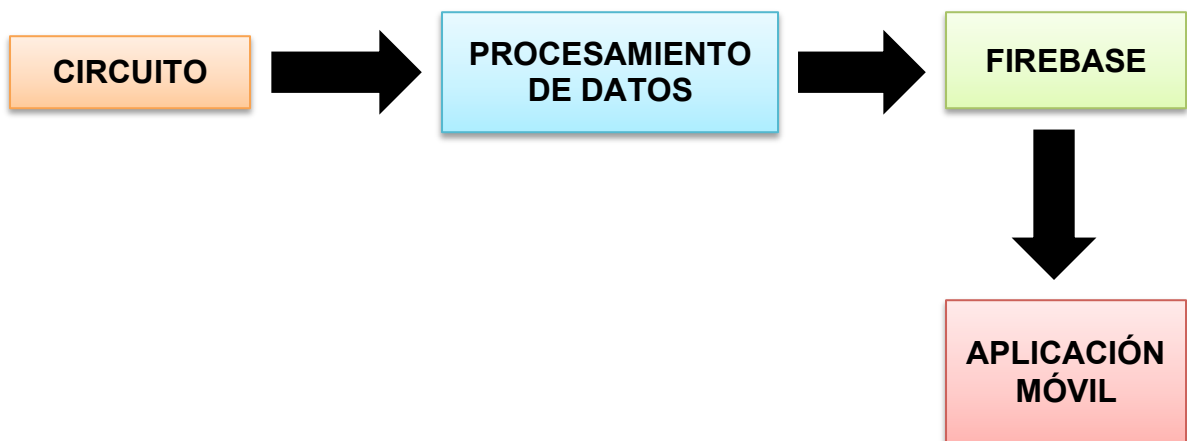 CIRCUITO
PROCESAMIENTO
DE DATOS
FIREBASE
APLICACIÓN
MÓVIL